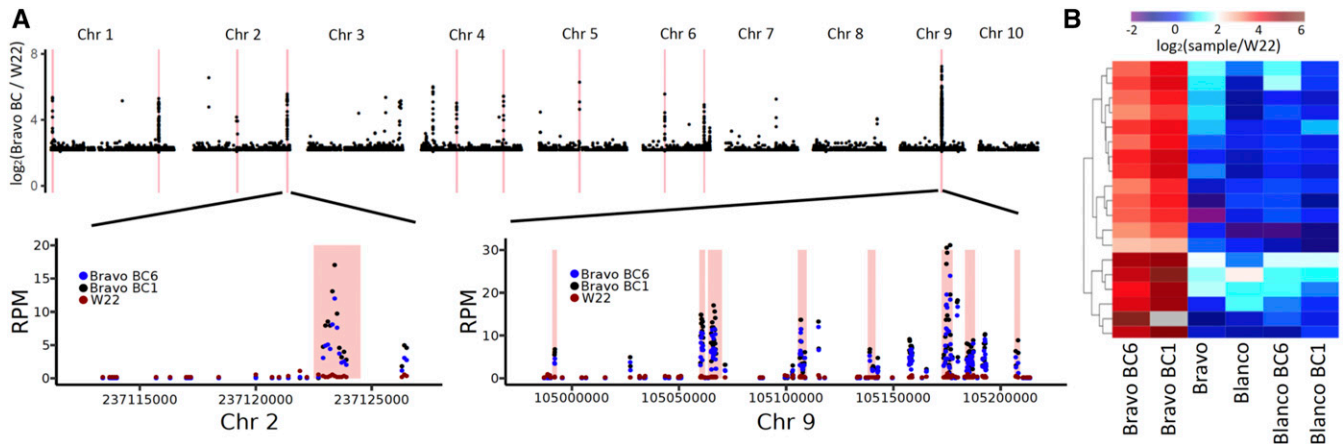 A
Chr 1 Chr 2 Chr 3 Chr 4 Chr 5 Chr 6 Chr 7 Chr 8 Chr 9 Chr 10
log2(Bravo BC / W22)
8
4
0
RPM
20
15
10
5
0
Bravo BC6
Bravo BC1
W22
237115000 237120000 237125000
Chr 2
RPM
30
20
10
0
Bravo BC6
Bravo BC1
W22
105000000 105050000 105100000 105150000 105200000
Chr 9
B
-2 0 2 4 6
log2(sample/W22)
Bravo BC6
Bravo BC1
Bravo
Blanco
Blanco BC6
Blanco BC1